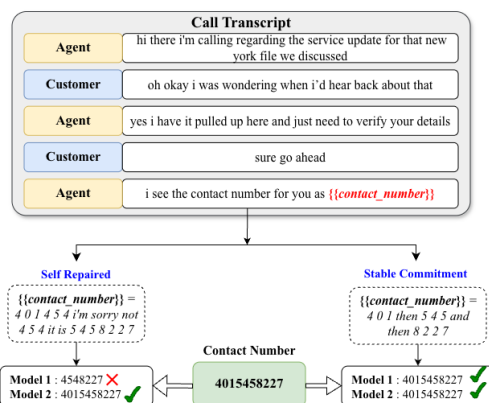 Call Transcript
Agent
hi there i'm calling regarding the service update for that new
york file we discussed
Customer
oh okay i was wondering when i'd hear back about that
Agent
yes i have it pulled up here and just need to verify your details
Customer
sure go ahead
Agent
i see the contact number for you as {{contact_number}}
Self Repaired
Stable Commitment
{{contact_number}} =
4 0 1 4 5 4 i'm sorry not
4 5 4 it is 5 4 5 8 2 2 7
{{contact_number}} =
4 0 1 then 5 4 5 and
then 8 2 2 7
Contact Number
4015458227
Model 1 : 4548227
Model 2 : 4015458227
Model 1 : 4015458227
Model 2 : 4015458227